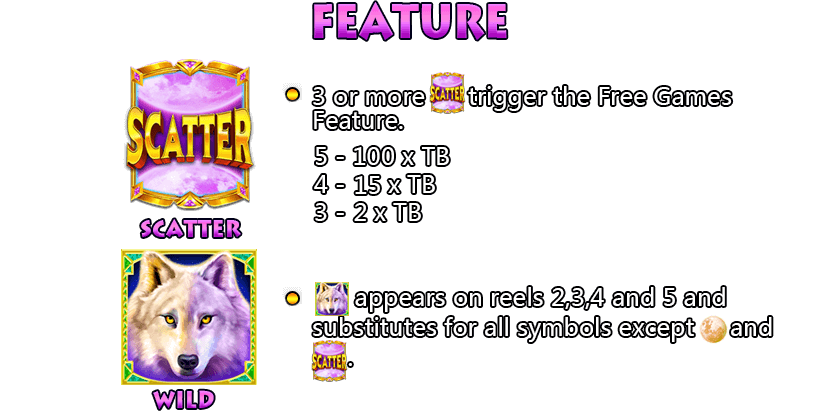 FEATURE
SCATTER
3 or more SCATTER trigger the Free Games
Feature.
5 - 100 x TB
4 - 15 x TB
3 - 2 x TB
SCATTER
appears on reels 2,3,4 and 5 and
substitutes for all symbols except and
SCATTER.
WILD